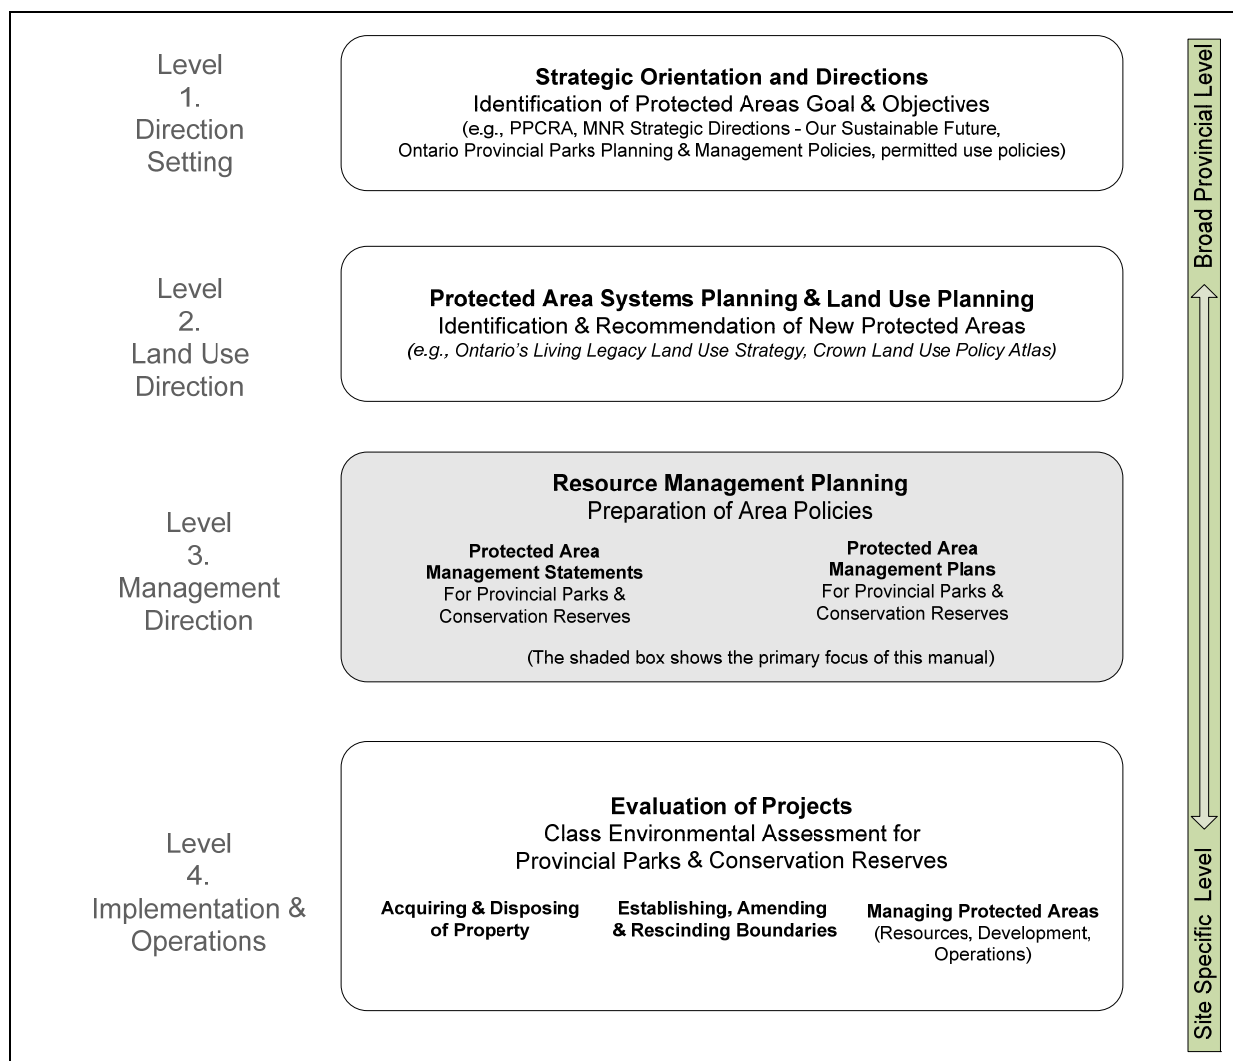 Level
1.
Direction
Setting
Strategic Orientation and Directions
Identification of Protected Areas Goal & Objectives
(e.g., PPCRA, MNR Strategic Directions - Our Sustainable Future,
Ontario Provincial Parks Planning & Management Policies, permitted use policies)
Level
2.
Land Use
Direction
Protected Area Systems Planning & Land Use Planning
Identification & Recommendation of New Protected Areas
(e.g., Ontario's Living Legacy Land Use Strategy, Crown Land Use Policy Atlas)
Level
3.
Management
Direction
Resource Management Planning
Preparation of Area Policies
Protected Area
Management Statements
For Provincial Parks &
Conservation Reserves
Protected Area
Management Plans
For Provincial Parks &
Conservation Reserves
(The shaded box shows the primary focus of this manual)
Level
4.
Implementation &
Operations
Evaluation of Projects
Class Environmental Assessment for
Provincial Parks & Conservation Reserves
Acquiring & Disposing
of Property
Establishing, Amending
& Rescinding Boundaries
Managing Protected Areas
(Resources, Development,
Operations)
Broad Provincial Level
Site Specific Level